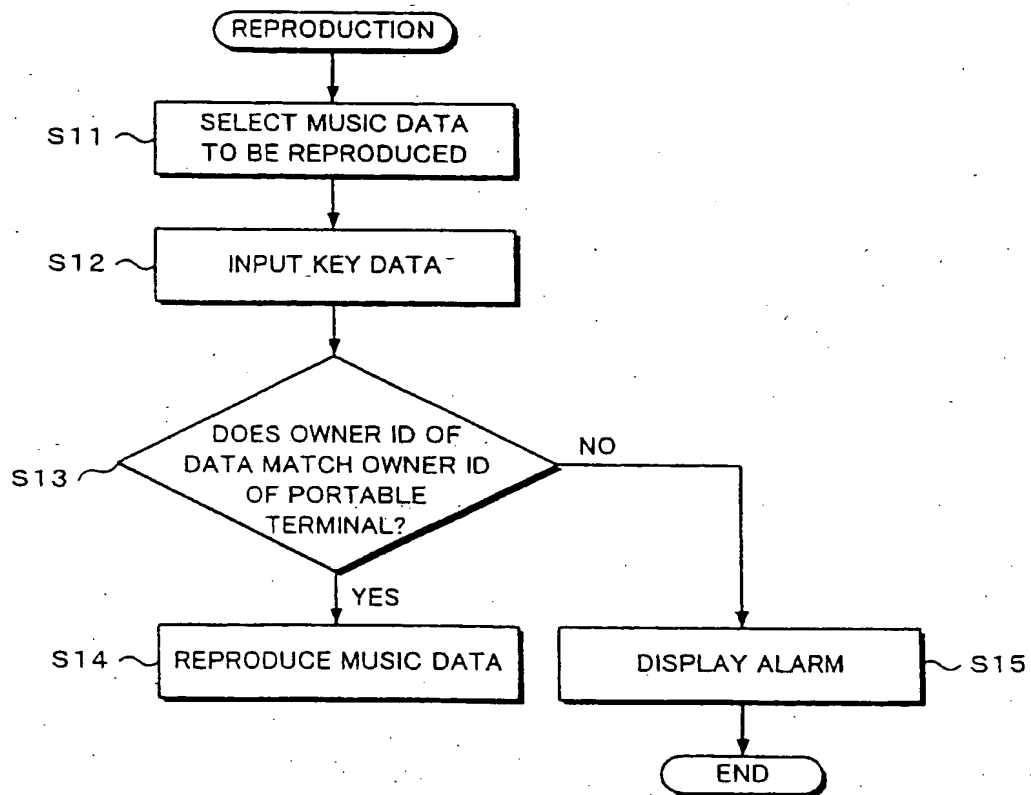 REPRODUCTION
S11
SELECT MUSIC DATA
TO BE REPRODUCED
S12
INPUT KEY DATA
S13
DOES OWNER ID OF
DATA MATCH OWNER ID
OF PORTABLE
TERMINAL?
NO
YES
S14
REPRODUCE MUSIC DATA
DISPLAY ALARM
S15
END